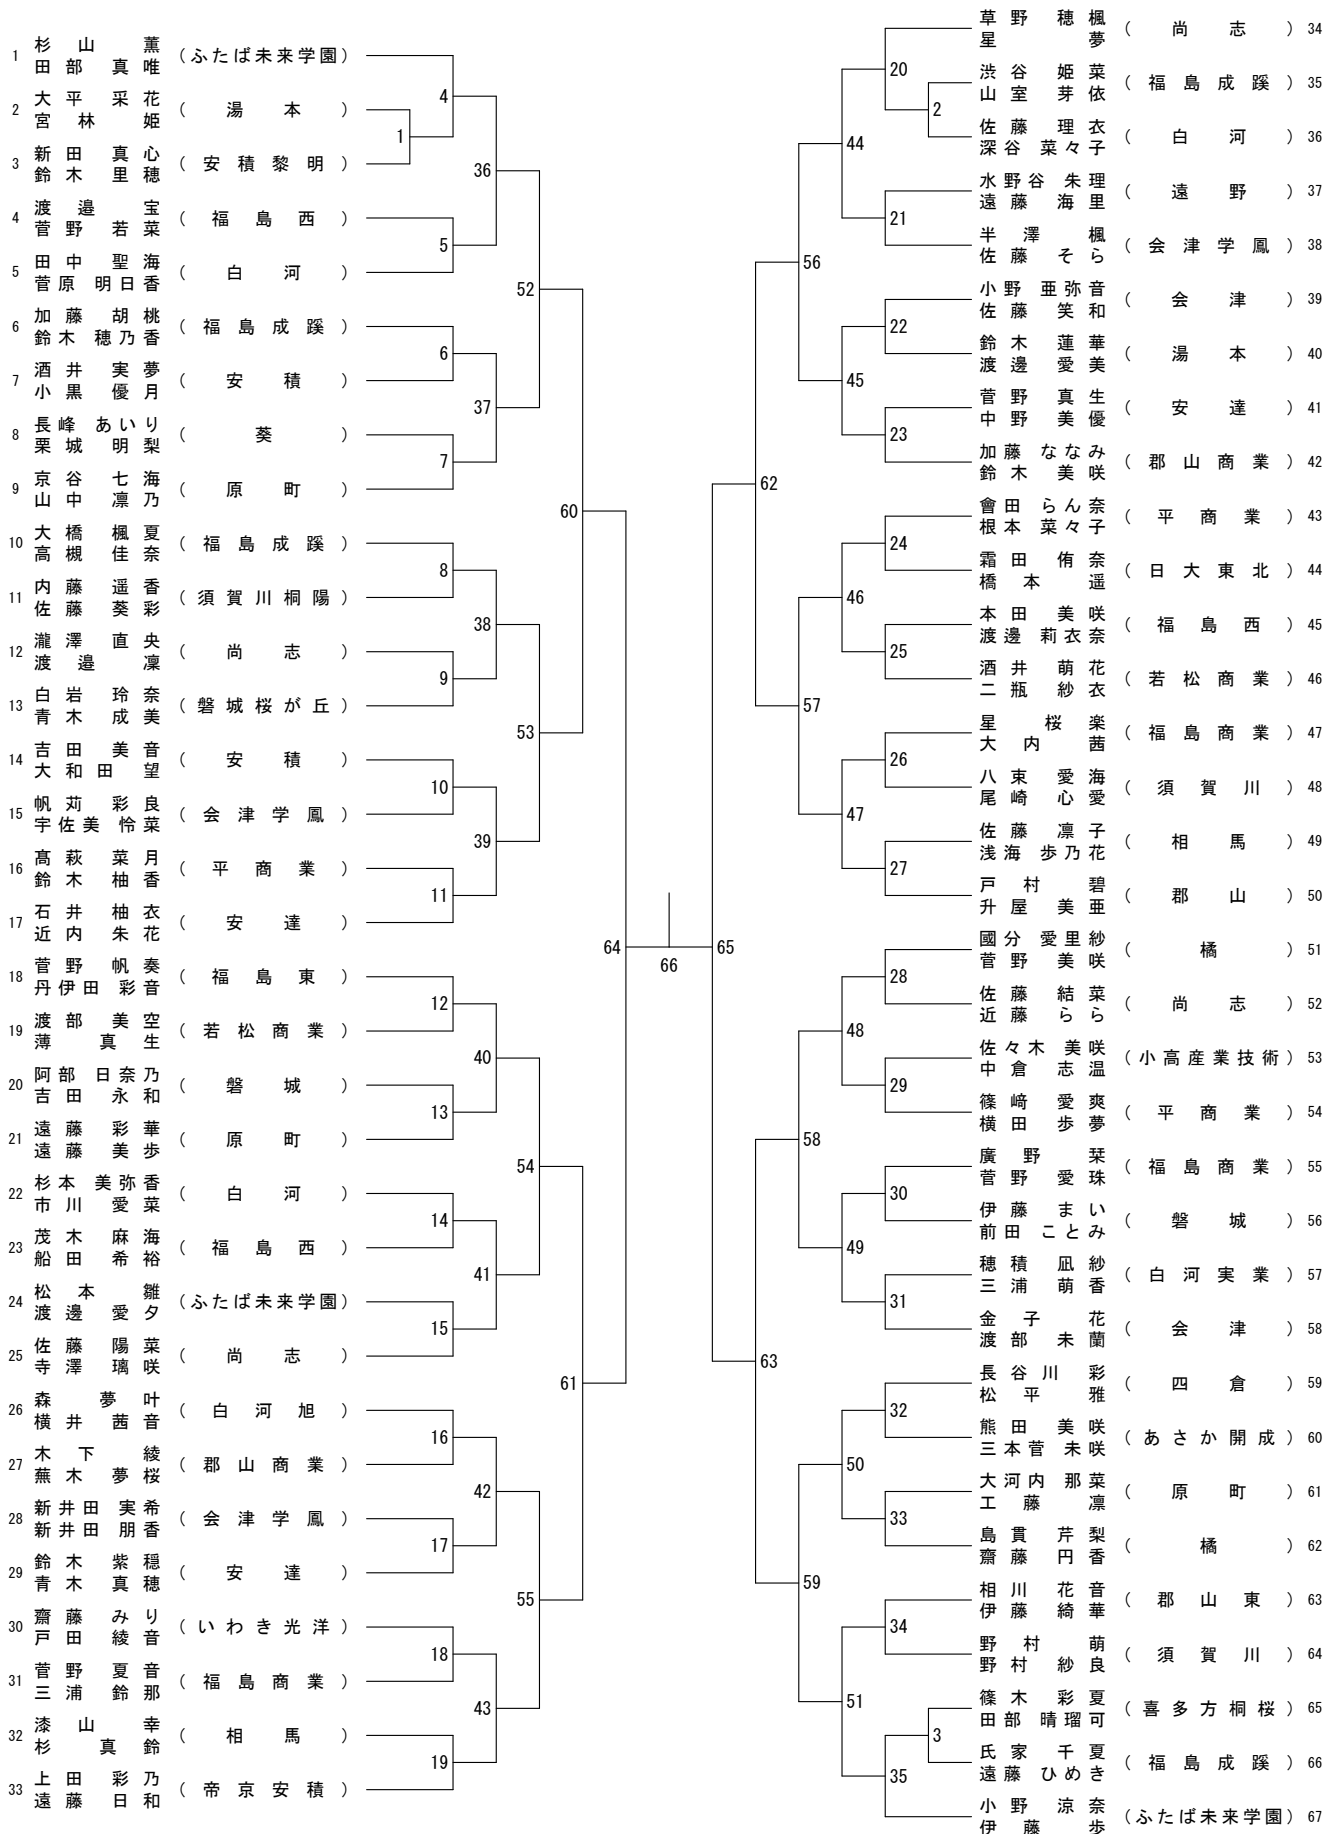 1 杉山 薫 (ふたば未来学園)
田部 真唯
2 大平 采花 (湯本)
宮林 姫
3 新田 真心 (安積黎明)
鈴木 里穂
4 渡邉 宝 (福島西)
菅野 若菜
5 田中 聖海 (白河)
菅原 明日香
6 加藤 胡桃 (福島成蹊)
鈴木 穂乃香
7 酒井 実夢 (安積)
小黒 優月
8 長峰 あいり (葵)
栗城 明梨
9 京谷 七海 (原町)
山中 凛乃
10 大橋 楓夏 (福島成蹊)
高槻 佳奈
11 内藤 遥香 (須賀川桐陽)
佐藤 葵彩
12 瀧澤 直央 (尚志)
渡邉 凜
13 白岩 玲奈 (磐城桜が丘)
青木 成美
14 吉田 美音 (安積)
大和田 望
15 帆苅 彩良 (会津学鳳)
宇佐美 怜菜
16 髙萩 菜月 (平商業)
鈴木 柚香
17 石井 柚衣 (安達)
近内 朱花
18 菅野 帆奏 (福島東)
丹伊田 彩音
19 渡部 美空 (若松商業)
薄 真生
20 阿部 日奈乃 (磐城)
吉田 永和
21 遠藤 彩華 (原町)
遠藤 美歩
22 杉本 美弥香 (白河)
市川 愛菜
23 茂木 麻海 (福島西)
船田 希裕
24 松本 雛 (ふたば未来学園)
渡邊 愛夕
25 佐藤 陽菜 (尚志)
寺澤 璃咲
26 森 夢叶 (白河旭)
横井 茜音
27 木下 綾 (郡山商業)
蕪木 夢桜
28 新井田 実希 (会津学鳳)
新井田 朋香
29 鈴木 紫穏 (安達)
青木 真穂
30 齋藤 みり (いわき光洋)
戸田 綾音
31 菅野 夏音 (福島商業)
三浦 鈴那
32 漆山 幸 (相馬)
杉 真鈴
33 上田 彩乃 (帝京安積)
遠藤 日和
1
4
5
6
7
8
9
10
11
12
13
14
15
16
17
18
19
36
37
38
39
40
41
42
43
52
53
54
55
60
61
64
66
65
62
63
56
57
58
59
44
45
46
47
48
49
50
51
20
21
22
23
24
25
26
27
28
29
30
31
32
33
34
35
2
3
草野 穂楓 (尚志) 34
星 夢
渋谷 姫菜 (福島成蹊) 35
山室 芽依
佐藤 理衣 (白河) 36
深谷 菜々子
水野谷 朱理 (遠野) 37
遠藤 海里
半澤 楓 (会津学鳳) 38
佐藤 そら
小野 亜弥音 (会津) 39
佐藤 笑和
鈴木 蓮華 (湯本) 40
渡邊 愛美
菅野 真生 (安達) 41
中野 美優
加藤 ななみ (郡山商業) 42
鈴木 美咲
會田 らん奈 (平商業) 43
根本 菜々子
霜田 侑奈 (日大東北) 44
橋本 遥
本田 美咲 (福島西) 45
渡邊 莉衣奈
酒井 萌花 (若松商業) 46
二瓶 紗衣
星 桜楽 (福島商業) 47
大内 茜
八束 愛海 (須賀川) 48
尾崎 心愛
佐藤 凛子 (相馬) 49
浅海 歩乃花
戸村 碧 (郡山) 50
升屋 美亜
國分 愛里紗 (橘) 51
菅野 美咲
佐藤 結菜 (尚志) 52
近藤 らら
佐々木 美咲 (小高産業技術) 53
中倉 志温
篠﨑 愛爽 (平商業) 54
横田 歩夢
廣野 栞 (福島商業) 55
菅野 愛珠
伊藤 まい (磐城) 56
前田 ことみ
穂積 凪紗 (白河実業) 57
三浦 萌香
金子 花 (会津) 58
渡部 未蘭
長谷川 彩 (四倉) 59
松平 雅
熊田 美咲 (あさか開成) 60
三本菅 未咲
大河内 那菜 (原町) 61
工藤 凛
島貫 芹梨 (橘) 62
齋藤 円香
相川 花音 (郡山東) 63
伊藤 綺華
野村 萌 (須賀川) 64
野村 紗良
篠木 彩夏 (喜多方桐桜) 65
田部 晴瑠可
氏家 千夏 (福島成蹊) 66
遠藤 ひめき
小野 涼奈 (ふたば未来学園) 67
伊藤 歩